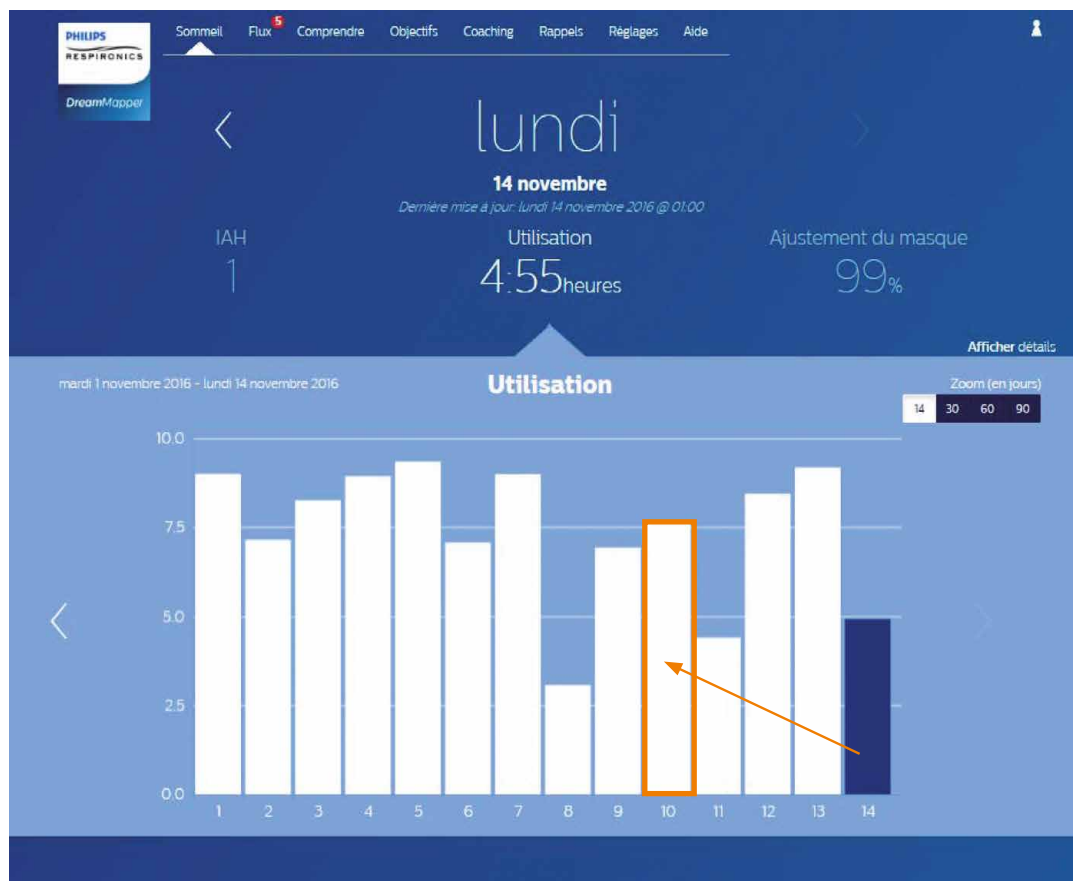 PHILIPS
RESPIRONICS
DreamMapper
Sommeil Flux 5 Comprendre Objectifs Coaching Rappels Réglages Aide
lundi
14 novembre
Dernière mise à jour: lundi 14 novembre 2016 @ 01:00
IAH Utilisation Ajustement du masque
1 4:55heures 99%
Afficher détails
mardi 1 novembre 2016 - lundi 14 novembre 2016 Utilisation Zoom (en jours)
14 30 60 90
10.0
7.5
5.0
2.5
0.0
1 2 3 4 5 6 7 8 9 10 11 12 13 14